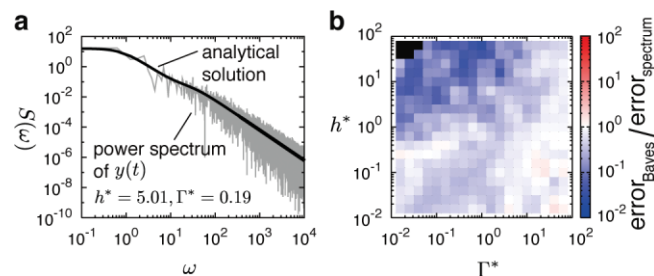 a
10^2
10^0
10^-2
10^-4
10^-6
10^-8
10^-10
S(ω)
analytical
solution
power spectrum
of y(t)
h* = 5.01, Γ* = 0.19
10^-1
10^0
10^1
10^2
10^3
10^4
ω
b
10^2
10^1
10^0
10^-1
10^-2
h*
10^-2
10^-1
10^0
10^1
10^2
Γ*
10^2
10^1
10^0
10^-1
10^-2
error_Bayes / error_spectrum